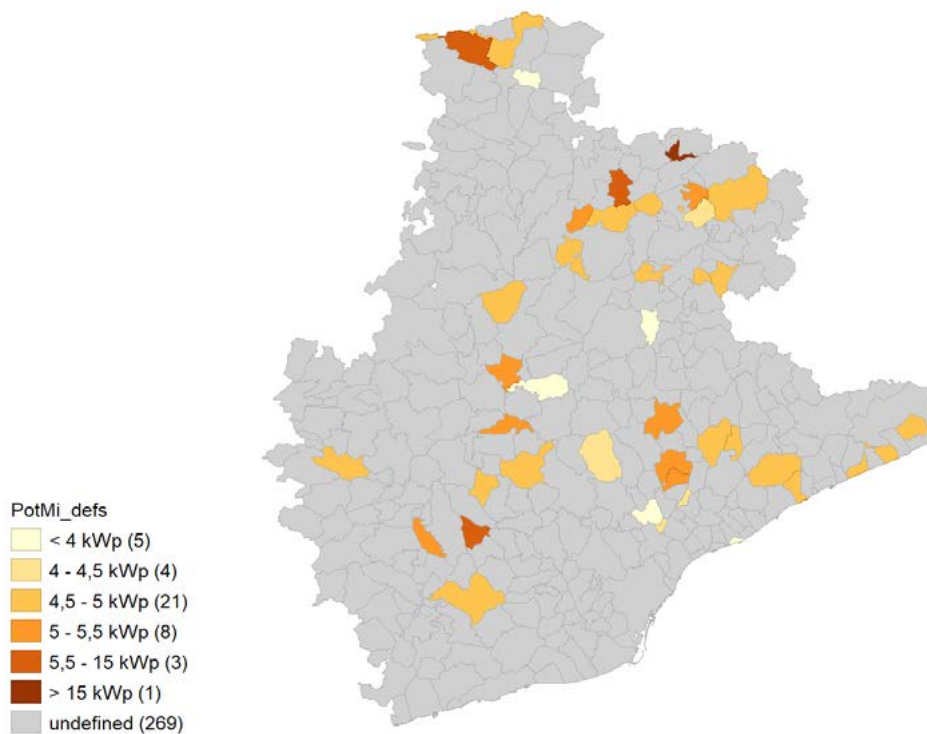 PotMi_defs
< 4 kWp (5)
4 - 4,5 kWp (4)
4,5 - 5 kWp (21)
5 - 5,5 kWp (8)
5,5 - 15 kWp (3)
> 15 kWp (1)
undefined (269)